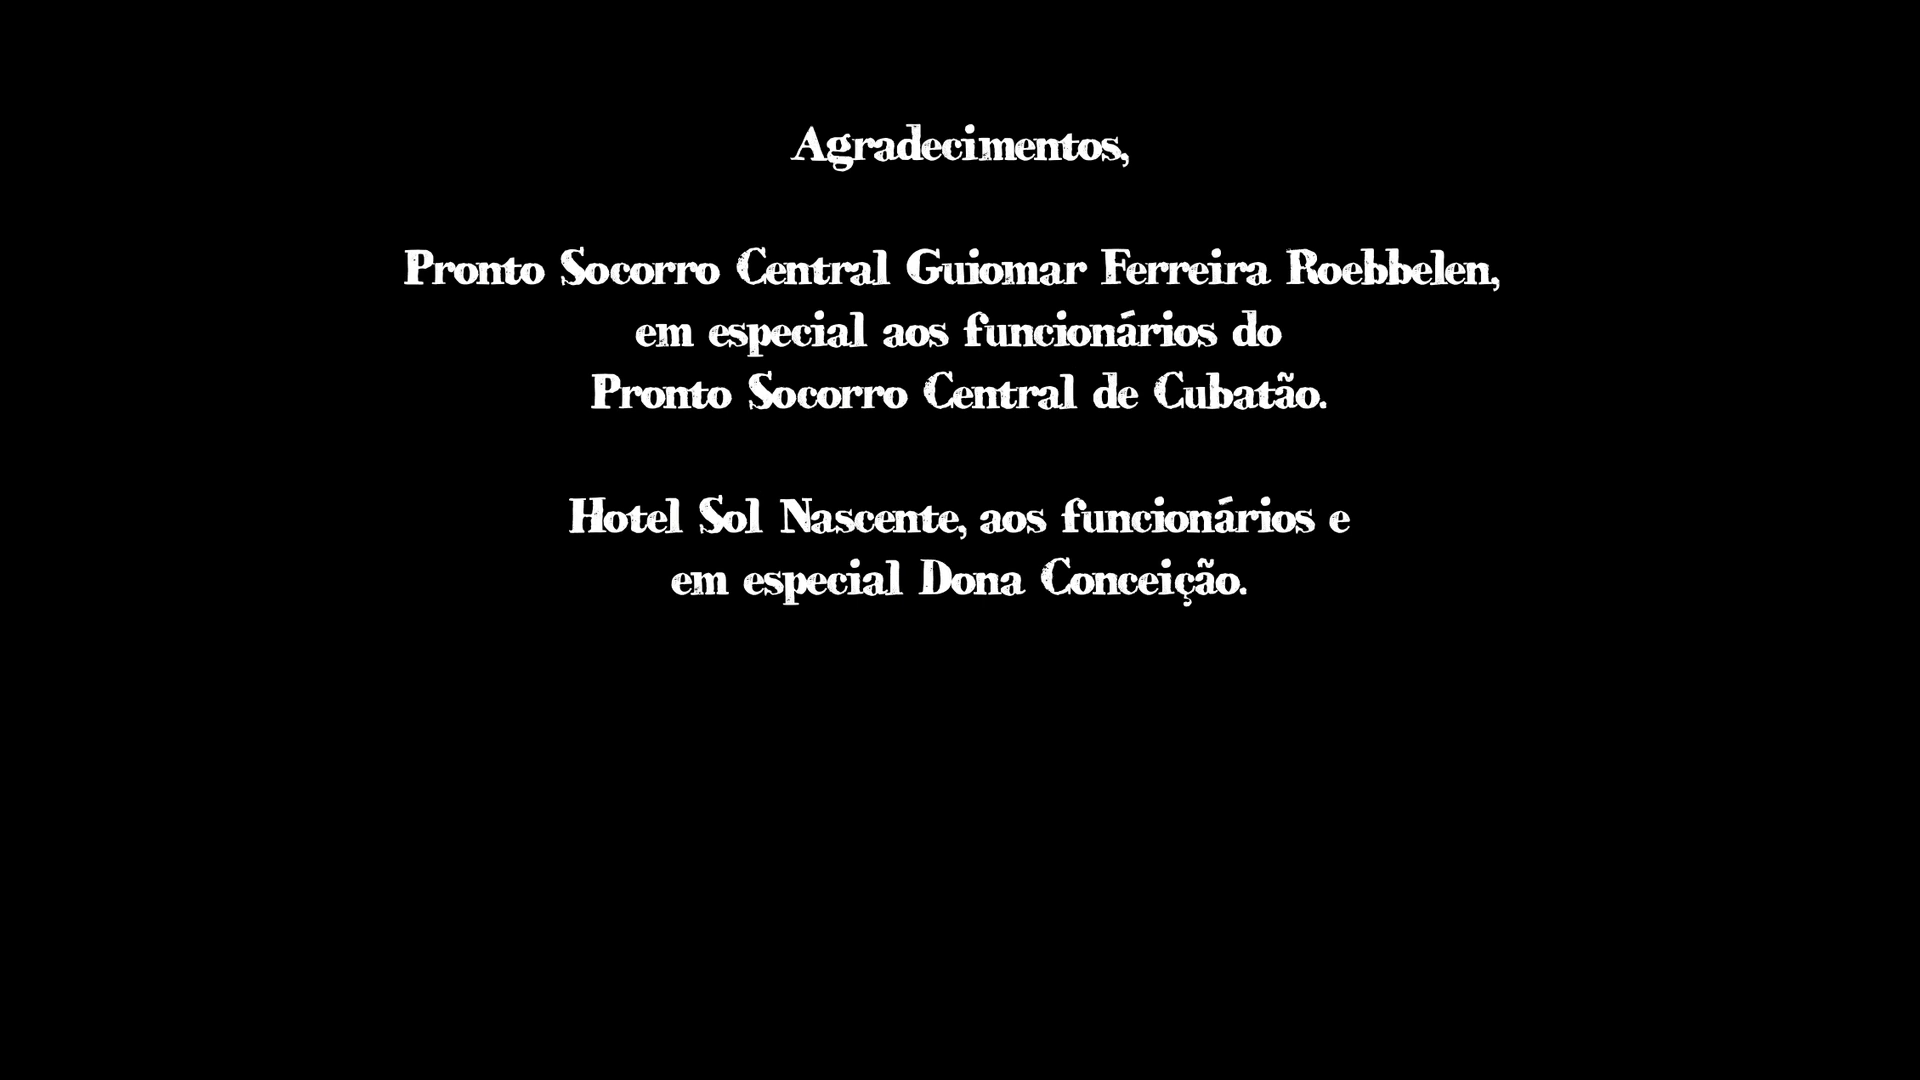 Agradecimentos,
Pronto Socorro Central Guiomar Ferreira Roebbelen,
em especial aos funcionários do
Pronto Socorro Central de Cubatão.
Hotel Sol Nascente, aos funcionários e
em especial Dona Conceição.